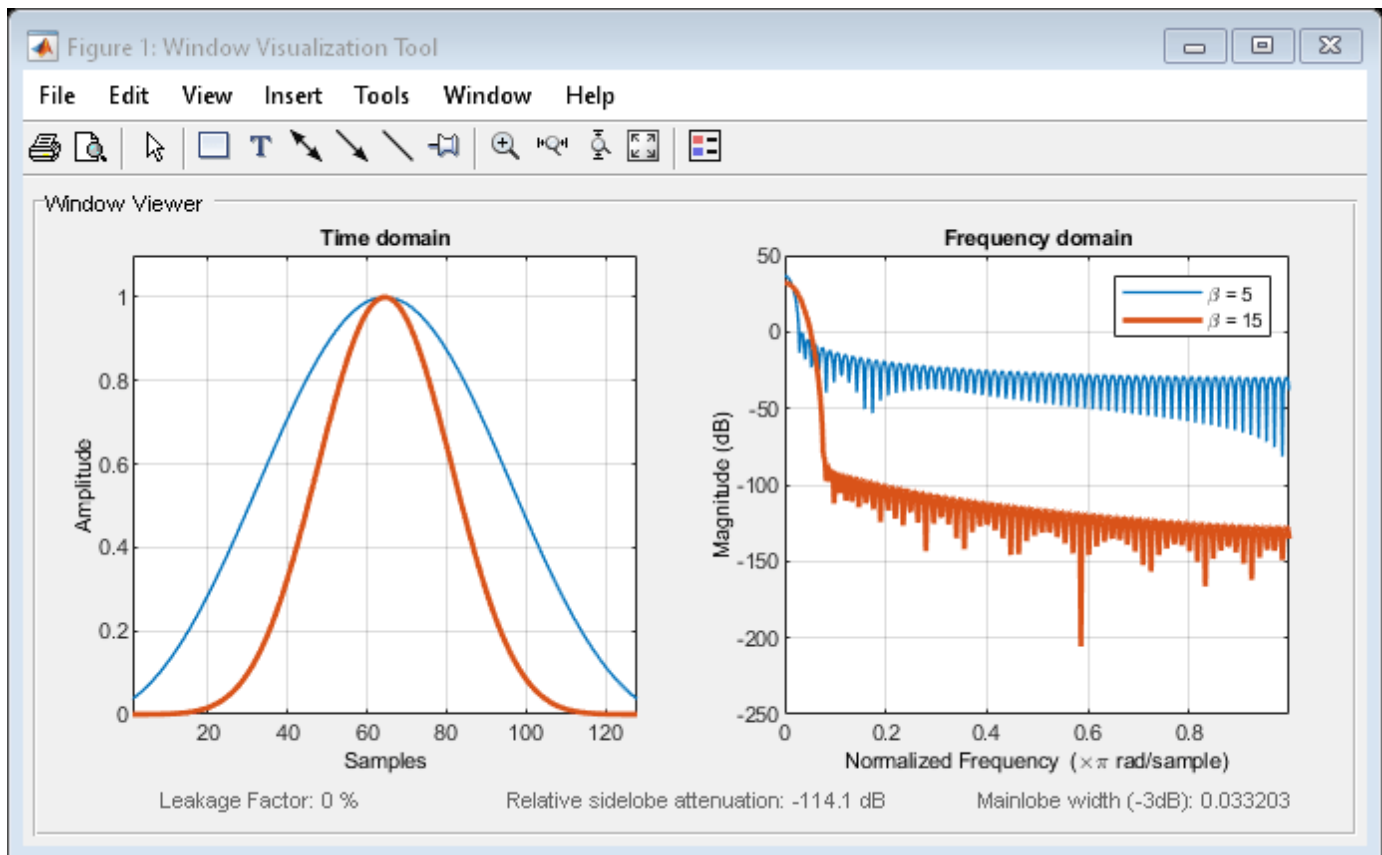 Figure 1: Window Visualization Tool
File Edit View Insert Tools Window Help
T
Window Viewer
Time domain
Amplitude
1
0.8
0.6
0.4
0.2
0
20 40 60 80 100 120
Samples
Frequency domain
β = 5
β = 15
Magnitude (dB)
50
0
-50
-100
-150
-200
-250
0 0.2 0.4 0.6 0.8
Normalized Frequency (×π rad/sample)
Leakage Factor: 0 % Relative sidelobe attenuation: -114.1 dB Mainlobe width (-3dB): 0.033203